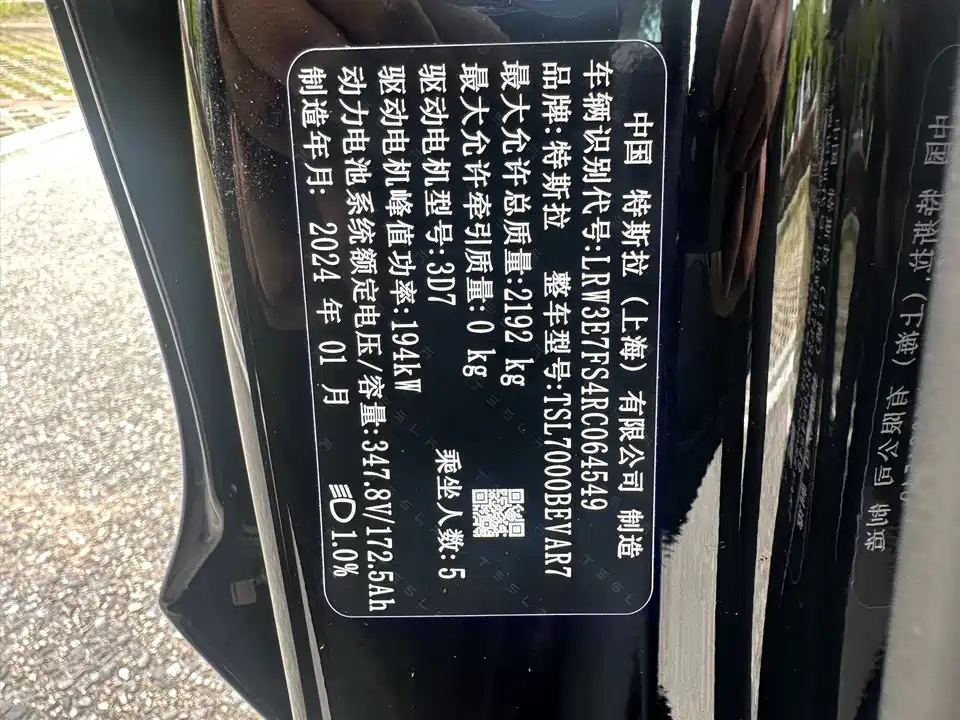 中国 特斯拉（上海）有限公司 制造
车辆识别代号:LRW3E7FS4RC064549
品牌:特斯拉 整车型号:TSL7000BEVAR7
最大允许总质量:2192 kg
最大允许牵引质量:0 kg
驱动电机型号:3D7 乘坐人数:5
驱动电机峰值功率:194kW
动力电池系统额定电压/容量:347.8V/172.5Ah
制造年月: 2024 年 01 月 1.0%